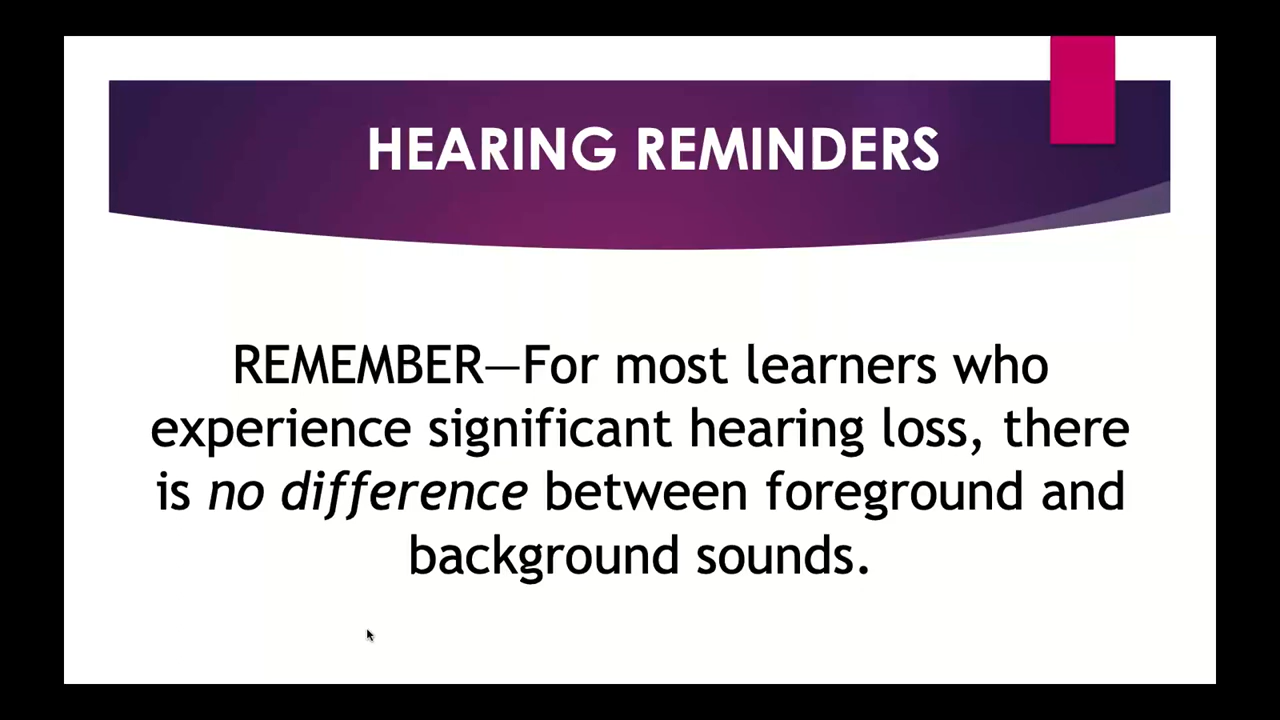 HEARING REMINDERS
REMEMBER—For most learners who
experience significant hearing loss, there
is no difference between foreground and
background sounds.